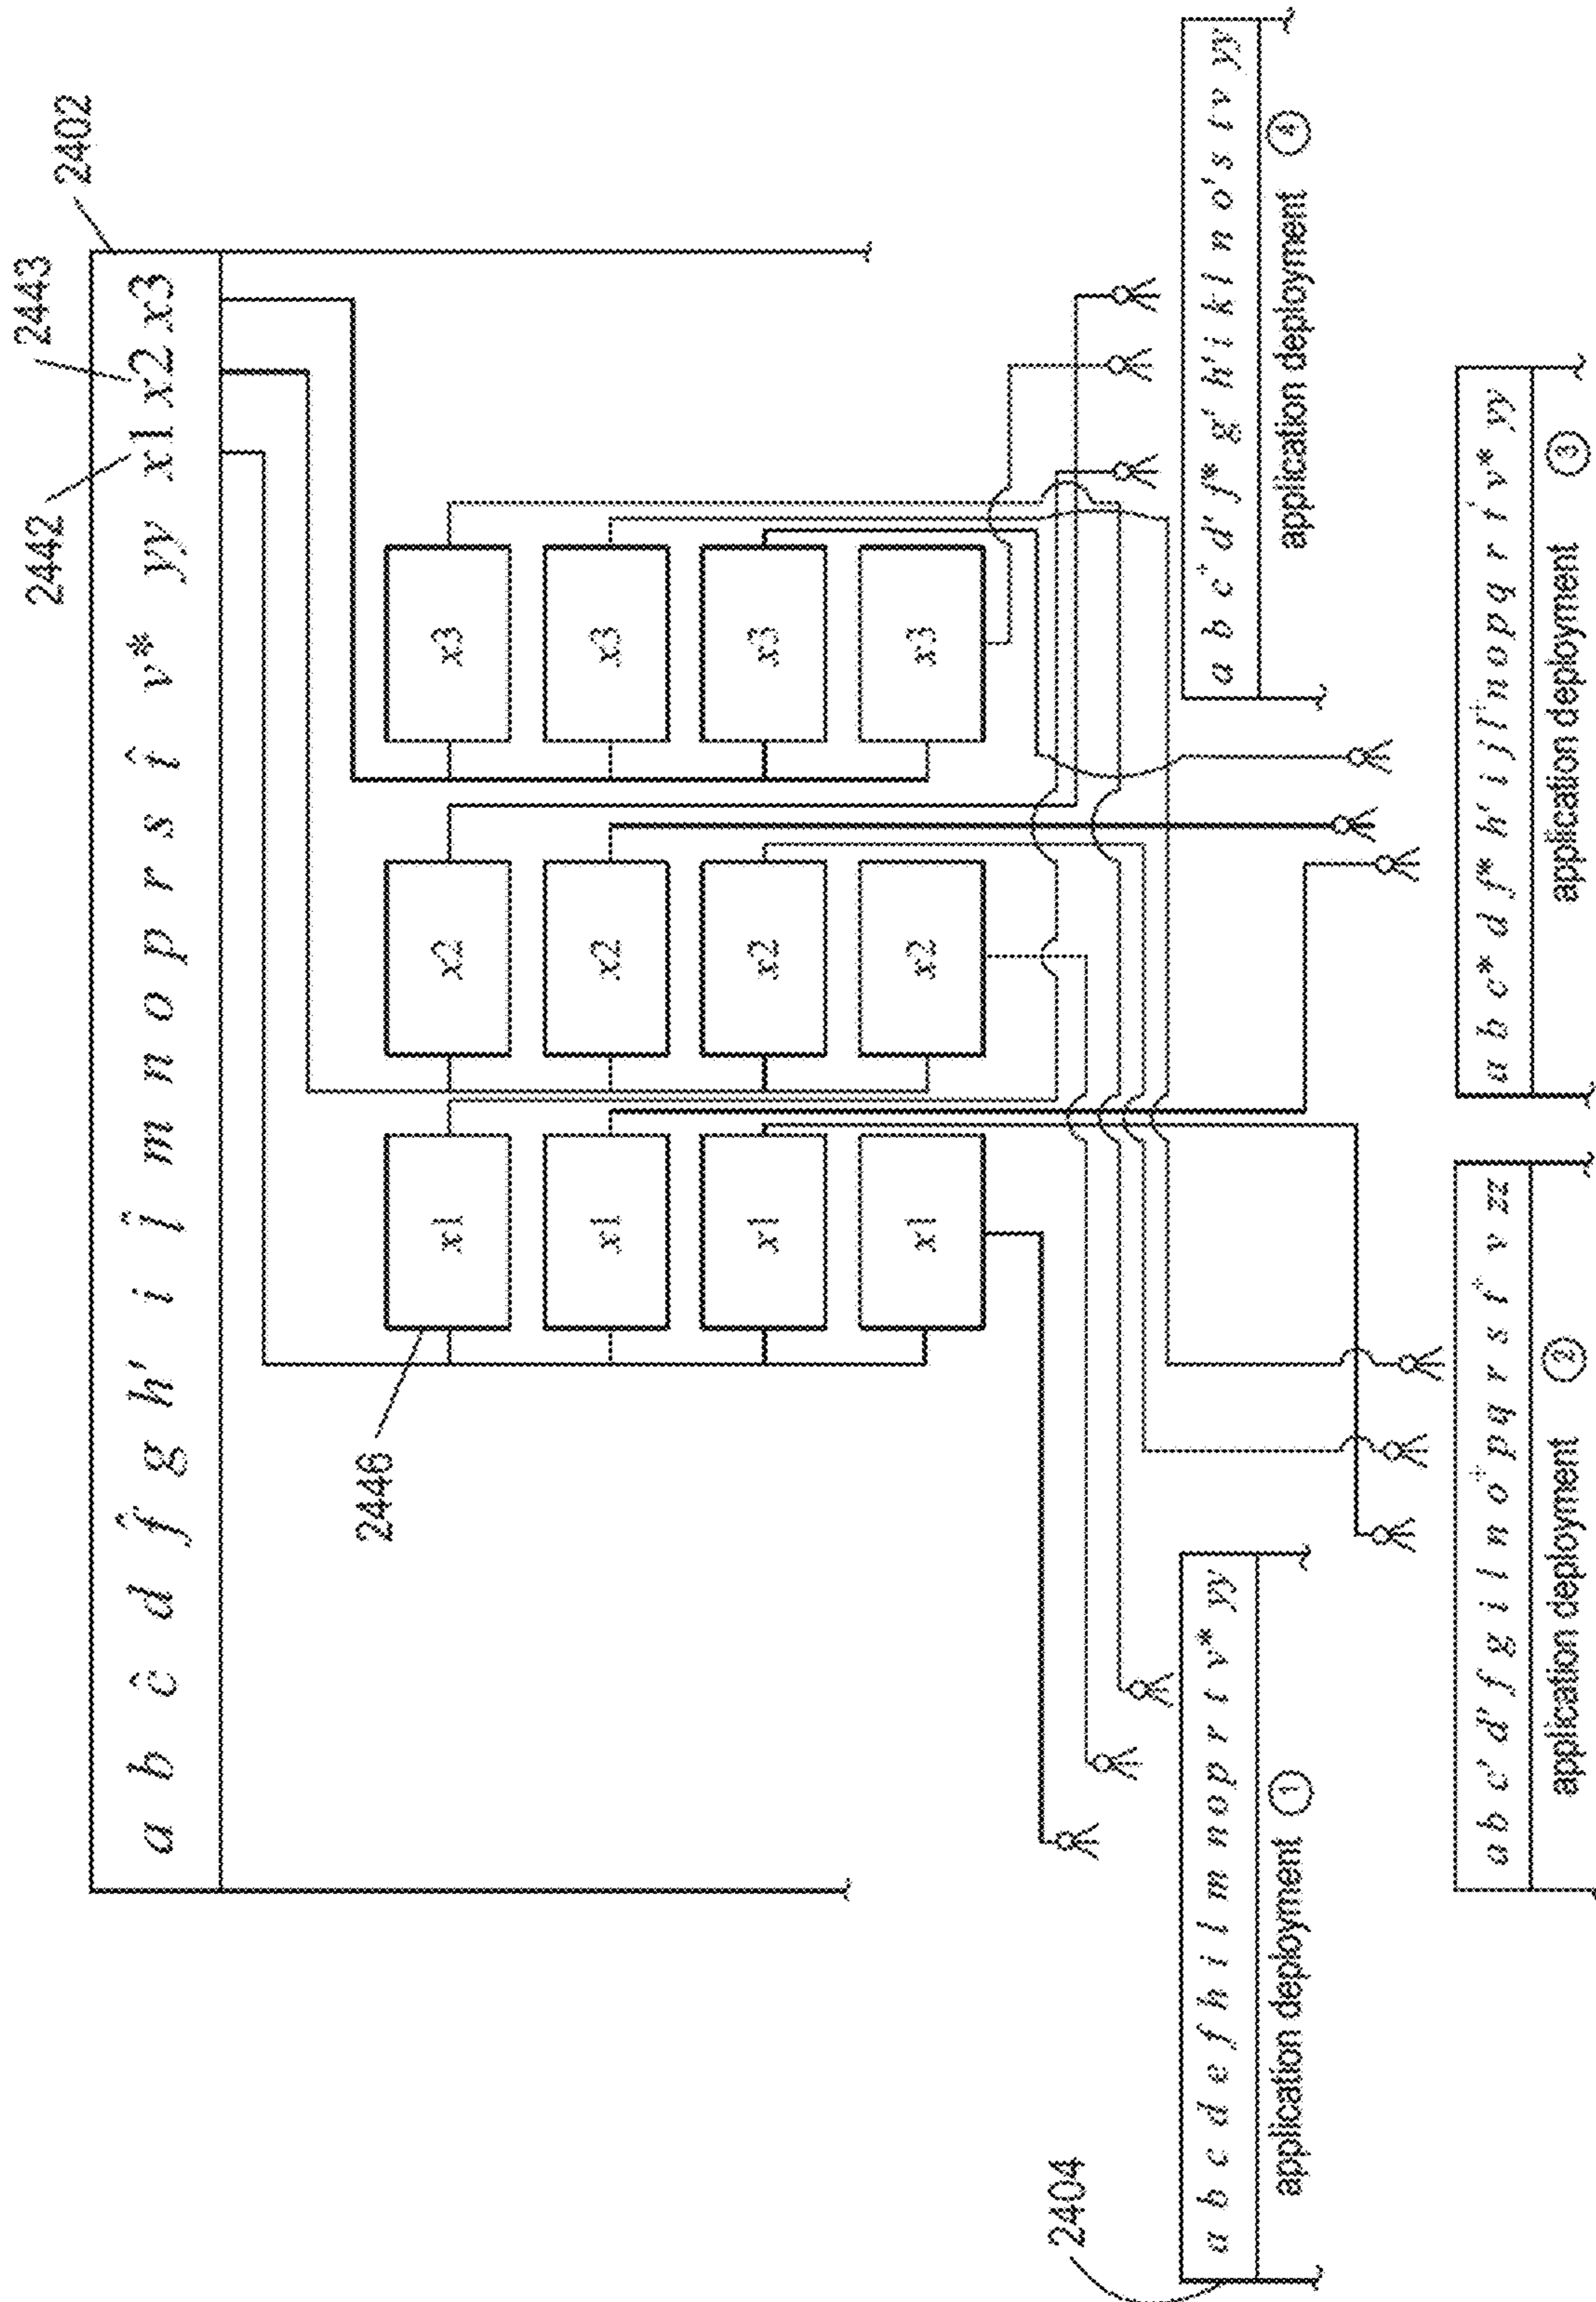 2402
2443
2442
a b ĉ d f̂ g h' i ĵ m n o p r s î v* yy x1 x2 x3
2446
x1 x2 x3
x1 x2 x3
x1 x2 x3
x1 x2 x3
2404
a b c d e f h i l m n o p r t v* yy
application deployment 1
a b c+ d' f* g' h' i k l n o' s t v yy
application deployment 4
a b c' d' f g i l n o+ p q r s t+ v zz
application deployment 2
a b c* d f* h' i j l+ n o p q r t' v* yy
application deployment 3